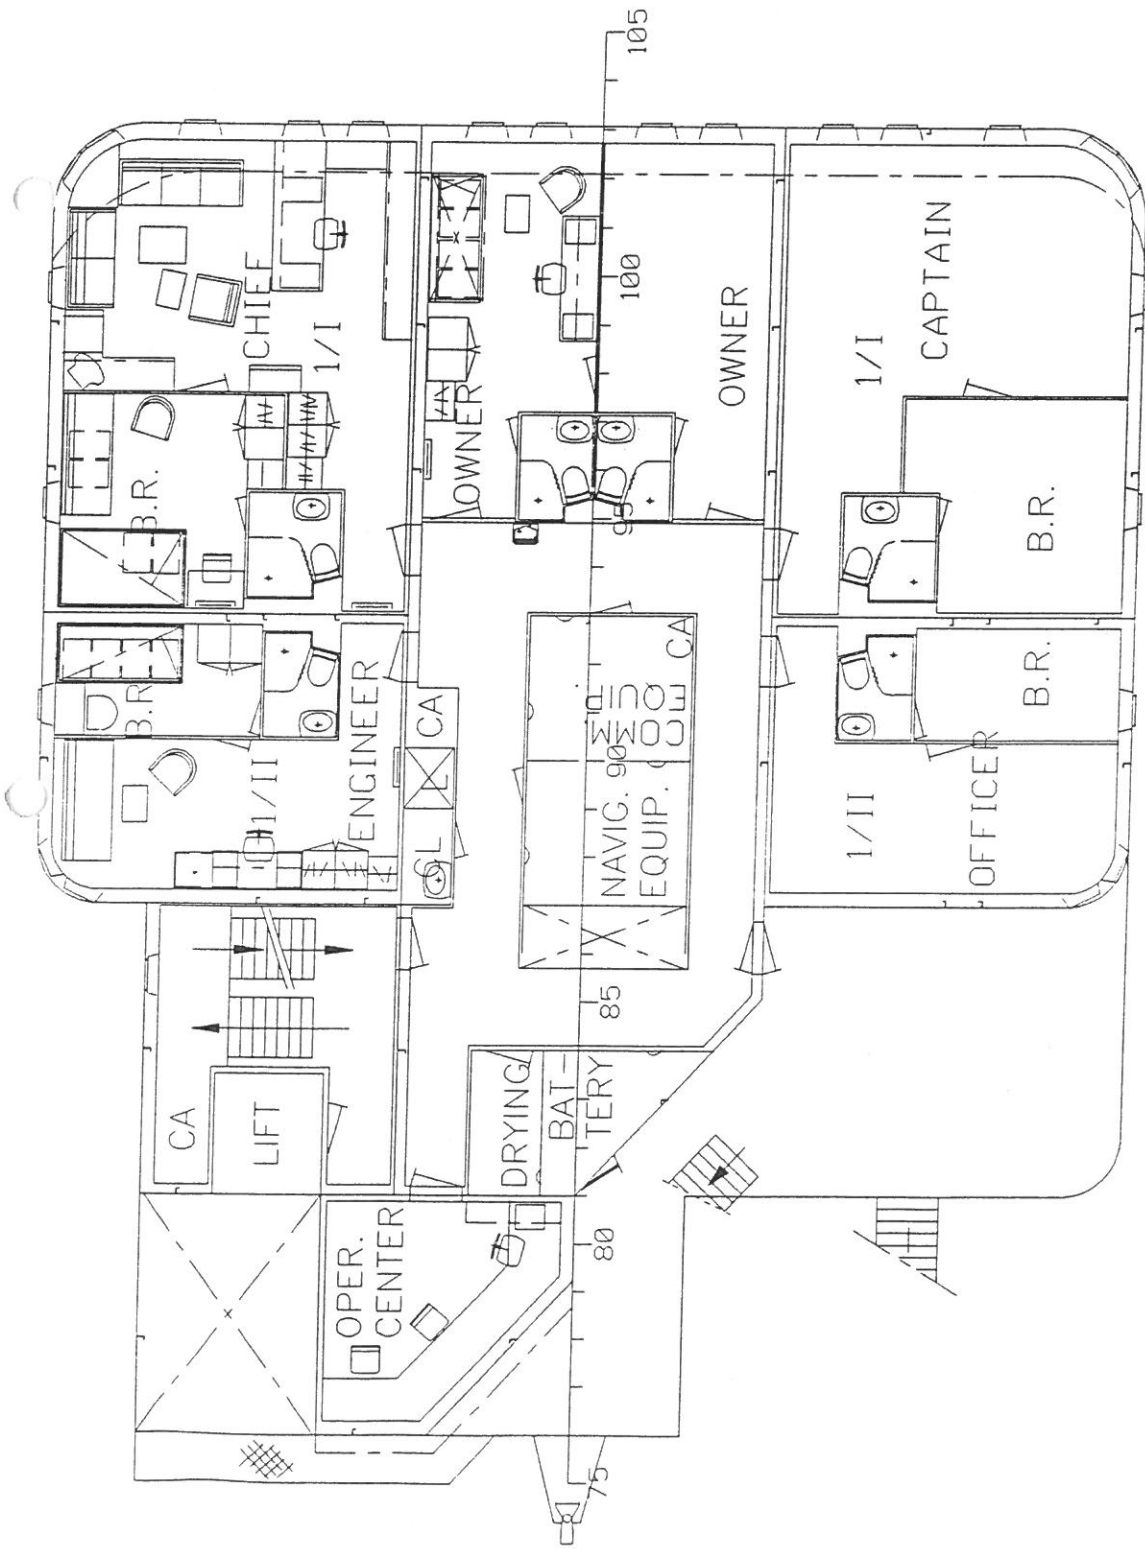 105
CHIEF
1/I
B.R.
OWNER
100
OWNER
95
CAPTAIN
1/I
B.R.
B.R.
ENGINEER
1/II
CA
CL
COMM
EQUIP
CA
NAVIG. 90
EQUIP.
B.R.
OFFICER
1/II
85
CA
LIFT
DRYING
BAT-
TERY
OPER.
CENTER
80
75